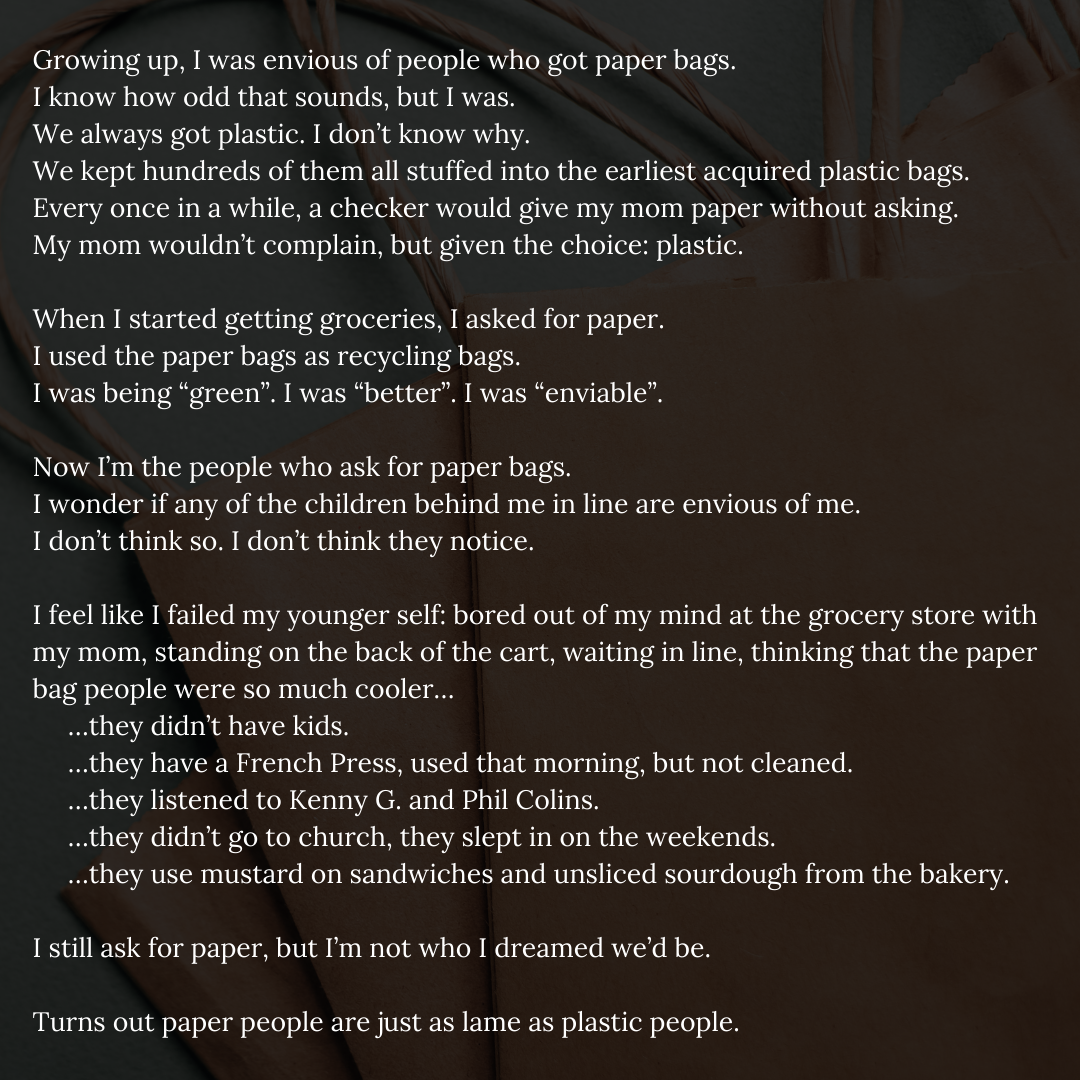 Growing up, I was envious of people who got paper bags.
I know how odd that sounds, but I was.
We always got plastic. I don’t know why.
We kept hundreds of them all stuffed into the earliest acquired plastic bags.
Every once in a while, a checker would give my mom paper without asking.
My mom wouldn’t complain, but given the choice: plastic.
When I started getting groceries, I asked for paper.
I used the paper bags as recycling bags.
I was being “green”. I was “better”. I was “enviable”.
Now I’m the people who ask for paper bags.
I wonder if any of the children behind me in line are envious of me.
I don’t think so. I don’t think they notice.
I feel like I failed my younger self: bored out of my mind at the grocery store with
my mom, standing on the back of the cart, waiting in line, thinking that the paper
bag people were so much cooler…
…they didn’t have kids.
…they have a French Press, used that morning, but not cleaned.
…they listened to Kenny G. and Phil Colins.
…they didn’t go to church, they slept in on the weekends.
…they use mustard on sandwiches and unsliced sourdough from the bakery.
I still ask for paper, but I’m not who I dreamed we’d be.
Turns out paper people are just as lame as plastic people.